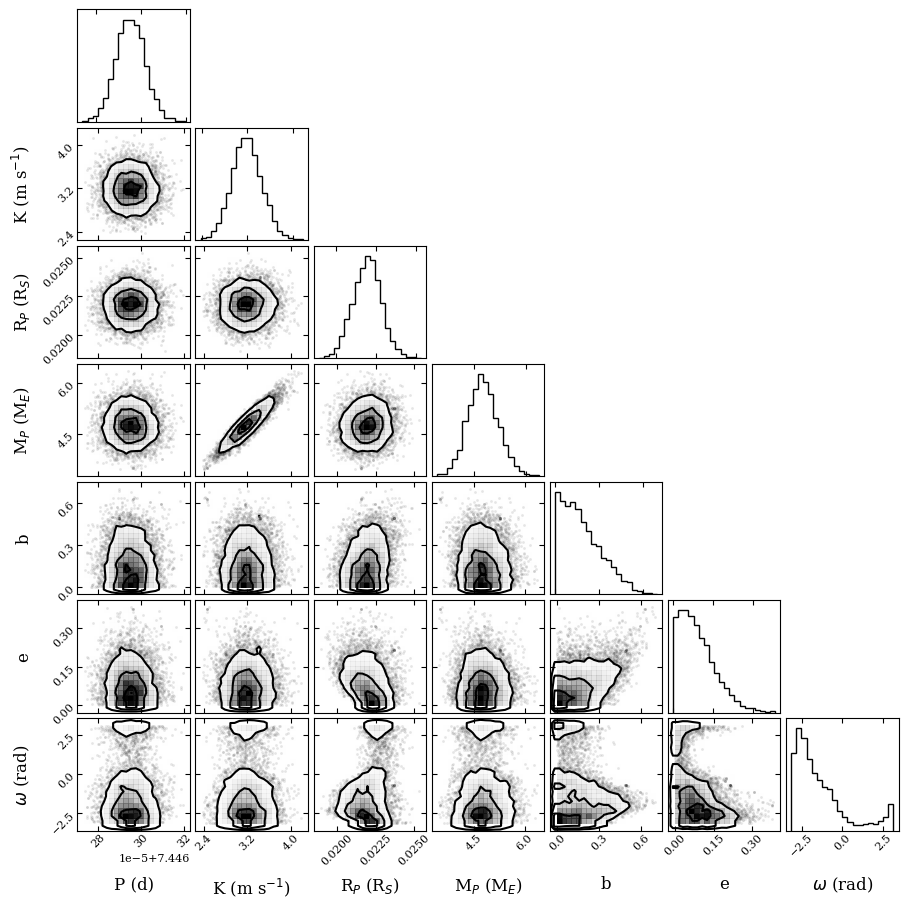 4.0
3.2
2.4
K (m s⁻¹)
0.0250
0.0225
0.0200
R_P (R_S)
6.0
4.5
M_P (M_E)
0.6
0.3
0.0
b
0.30
0.15
0.00
e
2.5
0.0
−2.5
ω (rad)
28 30 32 2.4 3.2 4.0 0.0200 0.0225 0.0250 4.5 6.0 0.0 0.3 0.6 0.00 0.15 0.30 −2.5 0.0 2.5
1e−5+7.446
P (d) K (m s⁻¹) R_P (R_S) M_P (M_E) b e ω (rad)